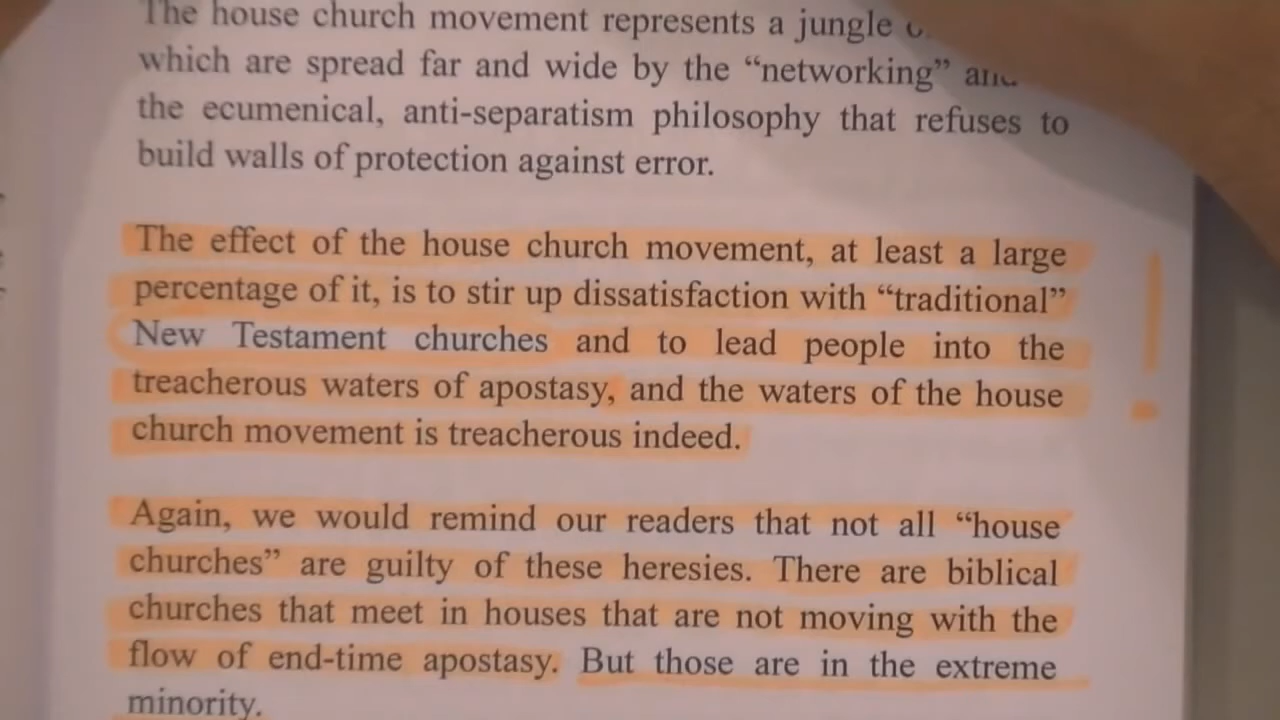 The house church movement represents a jungle
which are spread far and wide by the “networking” and
the ecumenical, anti-separatism philosophy that refuses to
build walls of protection against error.
The effect of the house church movement, at least a large
percentage of it, is to stir up dissatisfaction with “traditional”
New Testament churches and to lead people into the
treacherous waters of apostasy, and the waters of the house
church movement is treacherous indeed.
Again, we would remind our readers that not all “house
churches” are guilty of these heresies. There are biblical
churches that meet in houses that are not moving with the
flow of end-time apostasy. But those are in the extreme
minority.